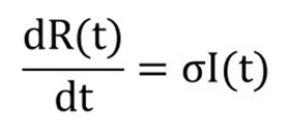 dR(t)/dt = σI(t)